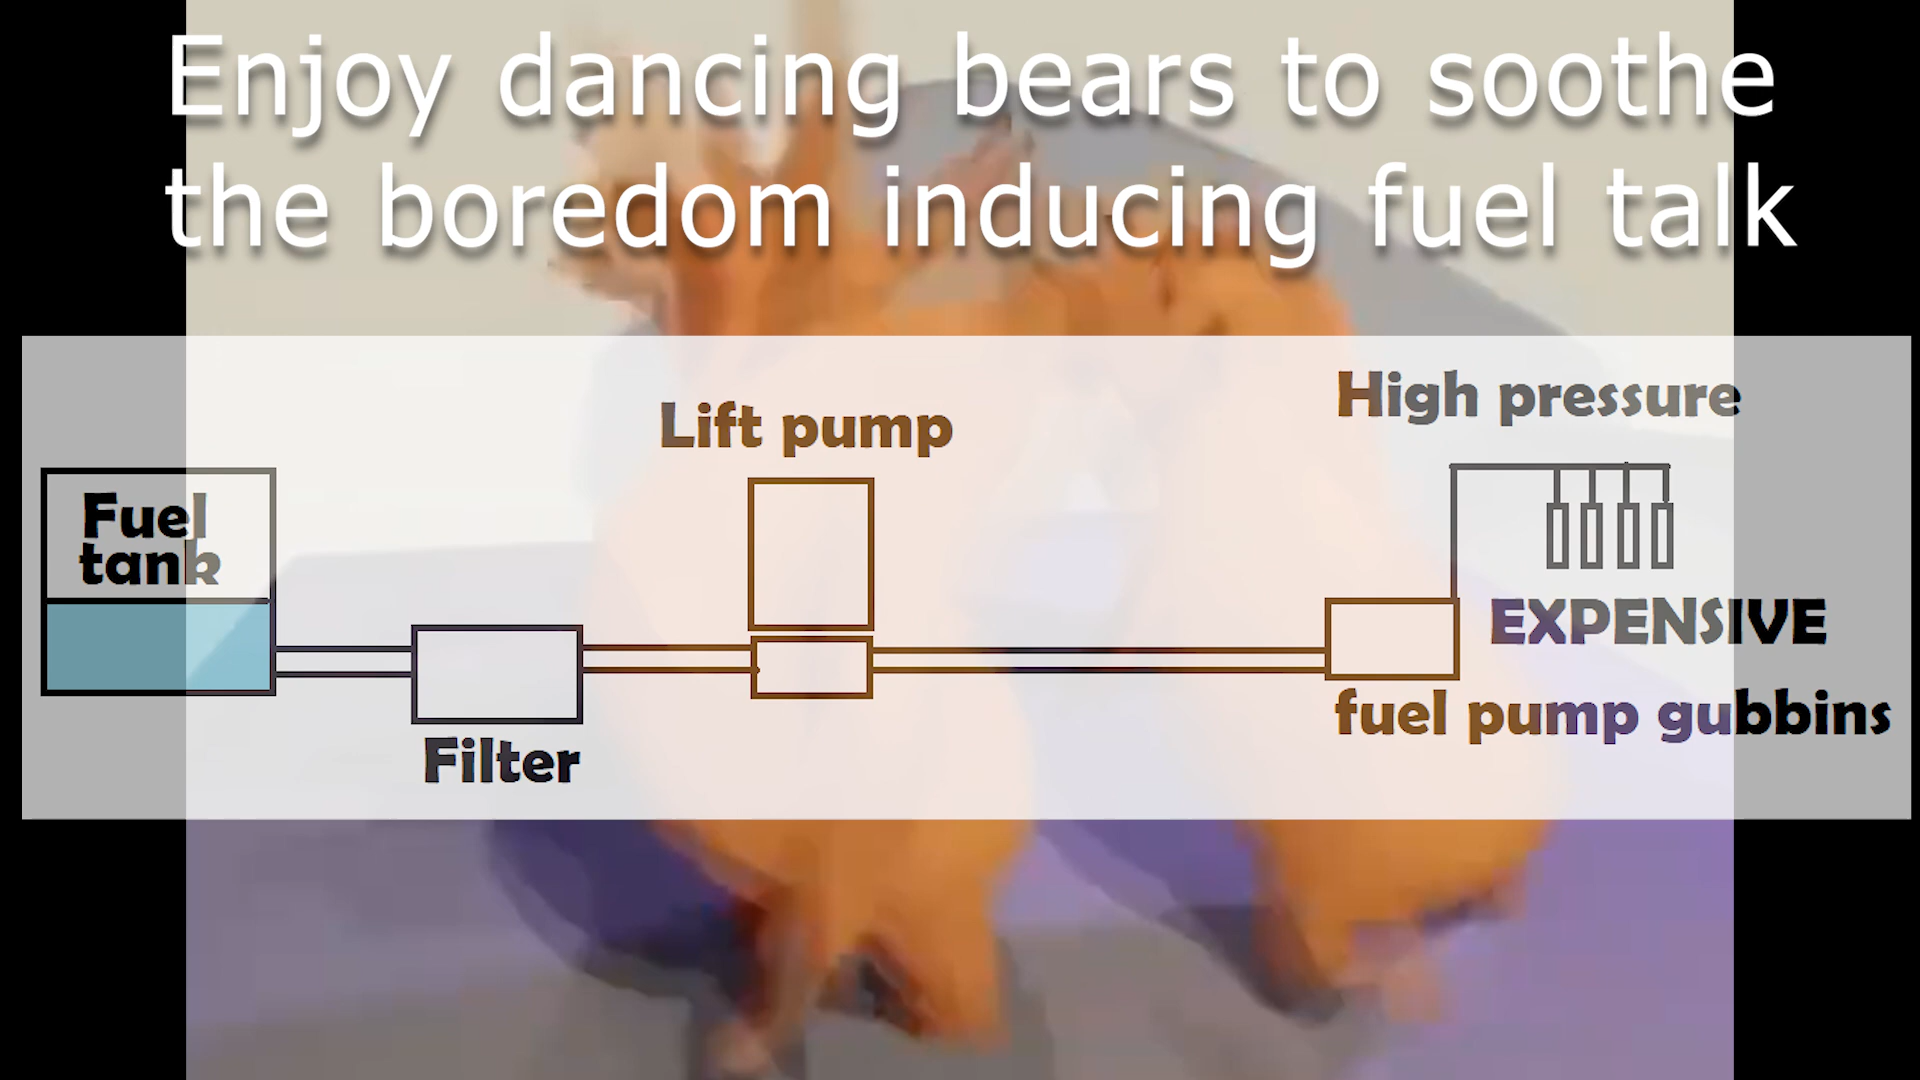 Enjoy dancing bears to soothe
the boredom inducing fuel talk
High pressure
Lift pump
Fuel
tank
EXPENSIVE
fuel pump gubbins
Filter